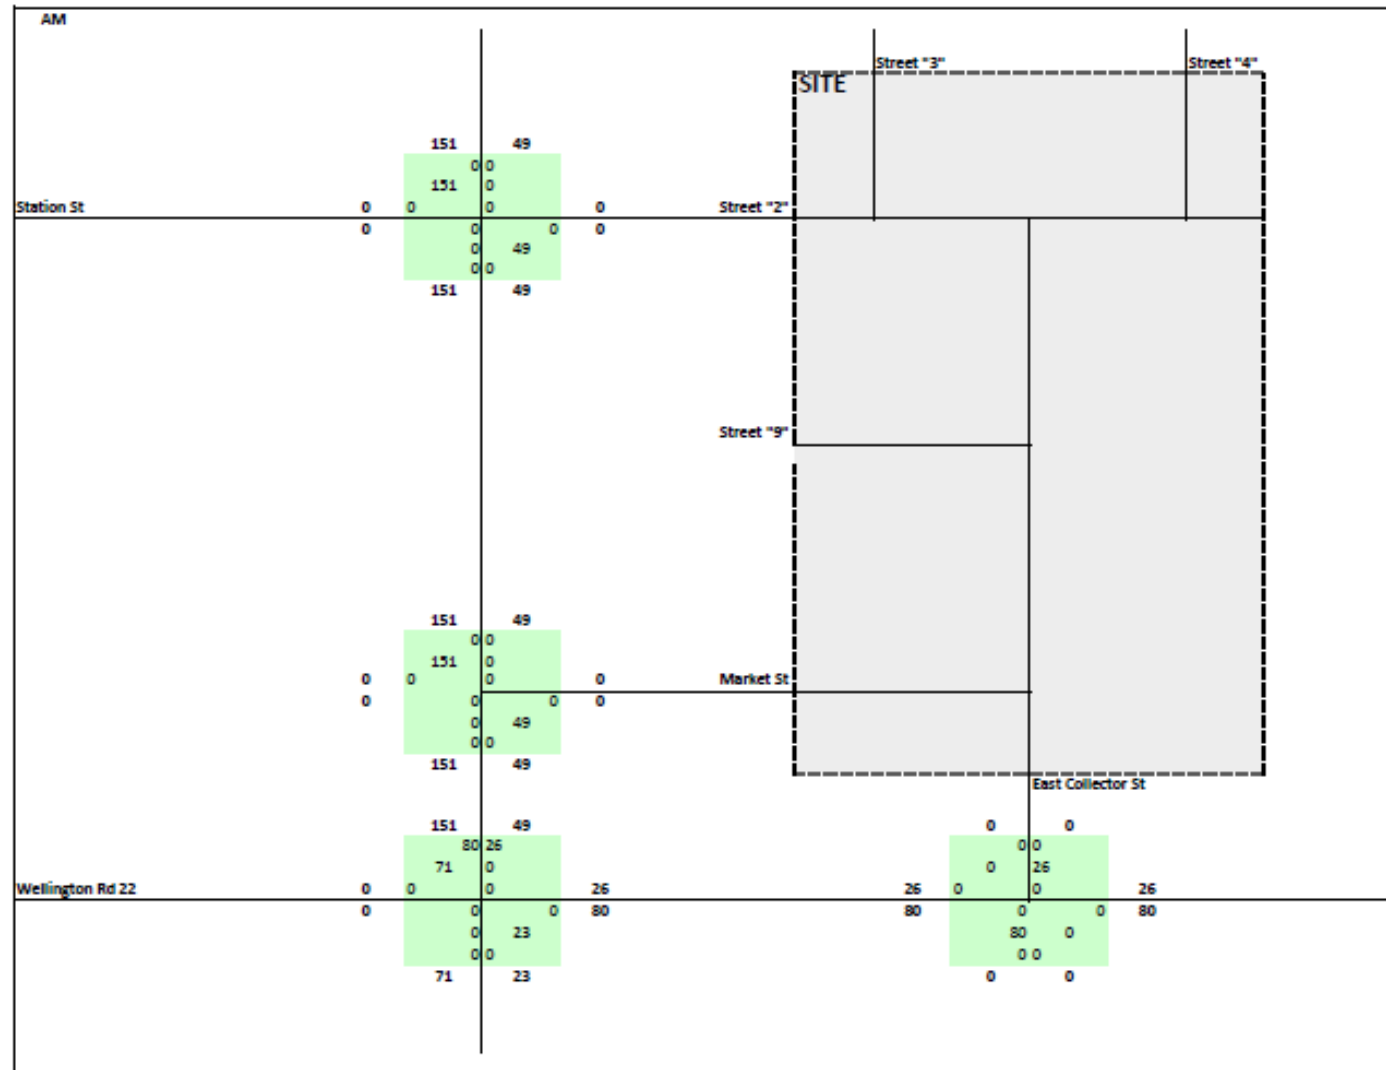 AM
Street "3" Street "4"
SITE
151 49
0 0
151 0
Station St 0 0 0 0 Street "2"
0 0 0 0
0 49
0 0
151 49
Street "9"
151 49
0 0
151 0
0 0 0 0 Market St
0 0 0 0
0 49
0 0
151 49
East Collector St
151 49 0 0
80 26 0 0
71 0 0 26
Wellington Rd 22 0 0 0 26 26 0 0 26
0 0 0 80 80 0 0 80
0 23 80 0
0 0 0 0
71 23 0 0